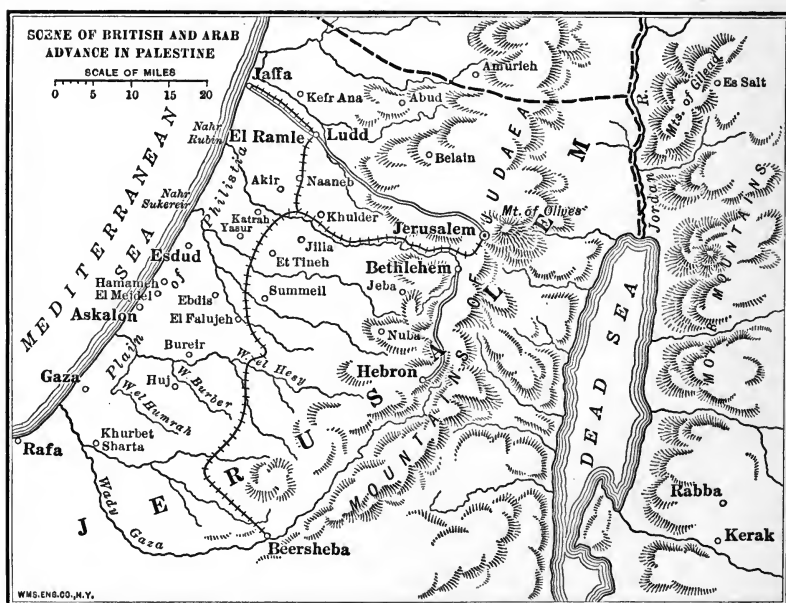 SCENE OF BRITISH AND ARAB
ADVANCE IN PALESTINE
SCALE OF MILES
0 5 10 15 20
MEDITERRANEAN
SEA
Jaffa
Kefr Ana
Abud
Amurieh
Mts. of Gilead
Es Salt
R.
Jordan
Nahr
Rubin
El Ramle
Ludd
Belain
Akir
Naaneb
Nahr
Sukereir
Plain of Philistia
Katrah
Yasur
Khulder
Jerusalem
Mt. of Olives
Esdud
Jilia
Et Tineh
Bethlehem
Hamameh
El Mejdel
Ebdis
Summeil
Jeba
Askalon
El Falujeh
Nuba
Bureir
W. el Hesy
Gaza
Huj
W. Burber
Hebron
W. el Humrah
Rafa
Khurbet
Sharta
Wady
Gaza
Beersheba
JERUSALEM
MOUNTAINS OF JUDAEA
DEAD SEA
MOAB MOUNTAINS
Rabba
Kerak
WMS.ENG.CO.,N.Y.